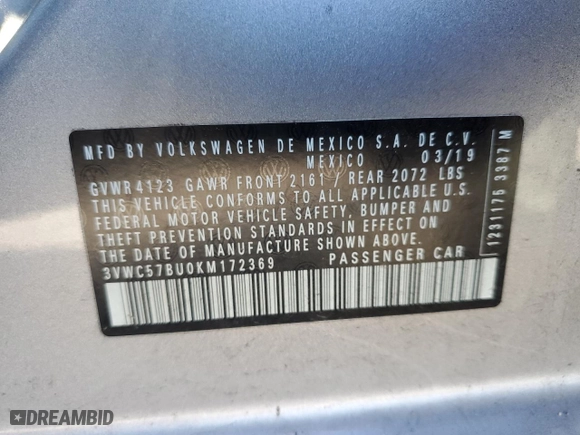 MFD BY VOLKSWAGEN DE MEXICO S.A. DE C.V.
MEXICO 03/19
GVWR 4123 GAWR FRONT 2161 / REAR 2072 LBS
THIS VEHICLE CONFORMS TO ALL APPLICABLE U.S.
FEDERAL MOTOR VEHICLE SAFETY, BUMPER AND
THEFT PREVENTION STANDARDS IN EFFECT ON
THE DATE OF MANUFACTURE SHOWN ABOVE.
3VWC57BU0KM172369 PASSENGER CAR
1231175 3387 M
DREAMBID